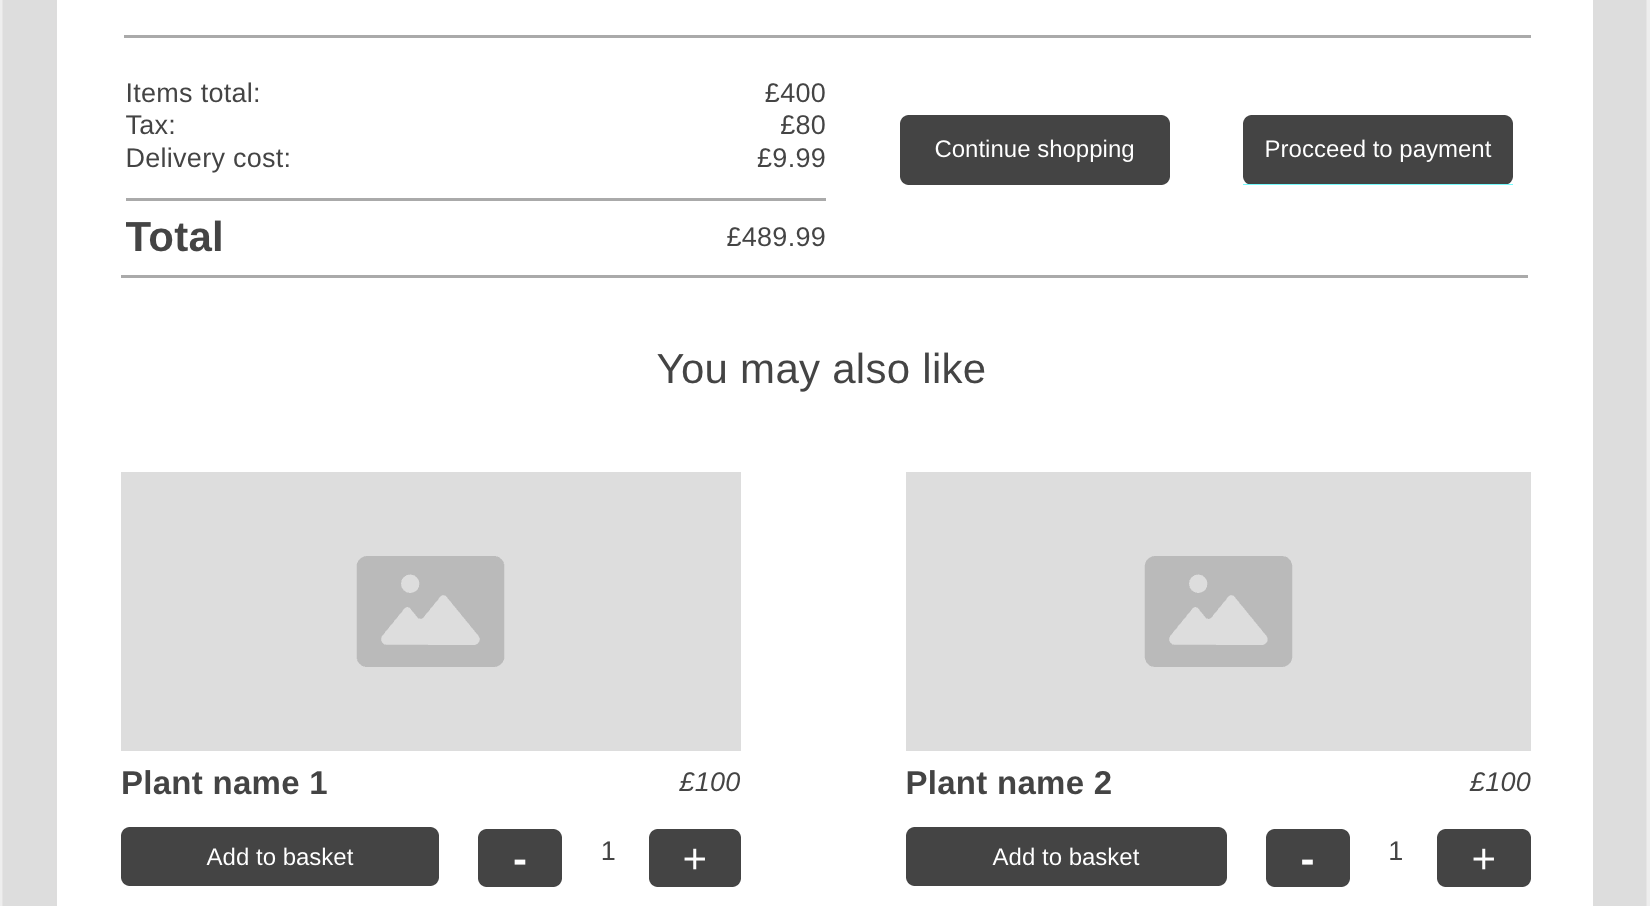 Items total: £400
Tax: £80
Delivery cost: £9.99
Continue shopping
Procceed to payment
Total £489.99
You may also like
Plant name 1 £100
Plant name 2 £100
Add to basket - 1 +
Add to basket - 1 +